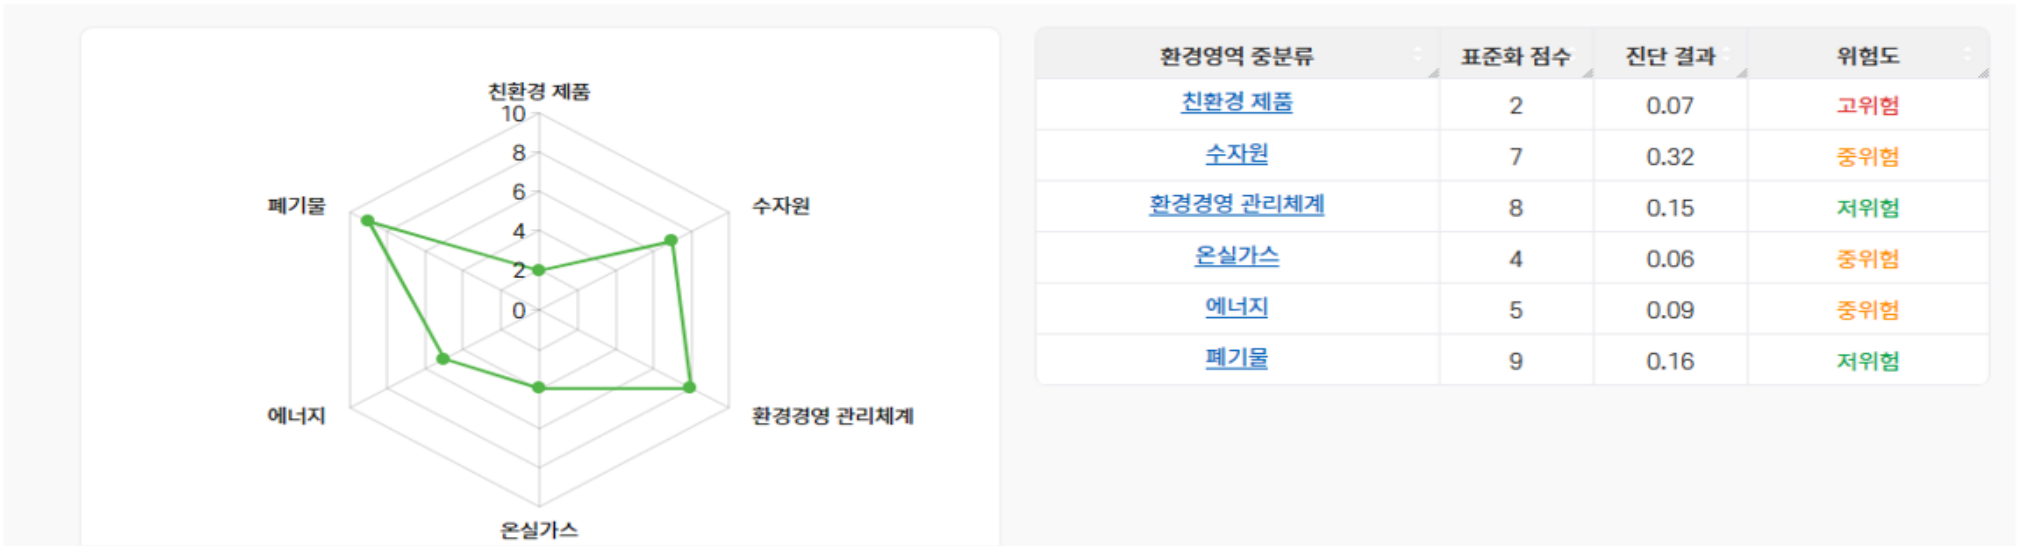 친환경 제품
10
8
6
4
2
0
폐기물
수자원
에너지
환경경영 관리체계
온실가스
환경영역 중분류 표준화 점수 진단 결과 위험도
친환경 제품 2 0.07 고위험
수자원 7 0.32 중위험
환경경영 관리체계 8 0.15 저위험
온실가스 4 0.06 중위험
에너지 5 0.09 중위험
폐기물 9 0.16 저위험